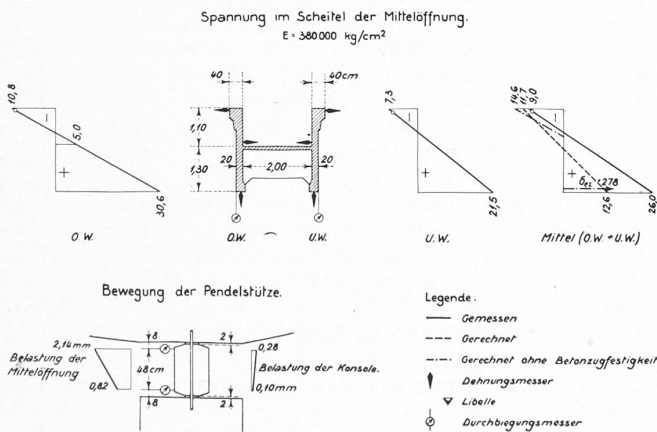 Spannung im Scheitel der Mittelöffnung.
E = 380000 kg/cm²
10,8
5,0
30,6
O.W.
40
40cm
1,10
1,30
20
2,00
20
O.W.
U.W.
7,3
21,5
U.W.
14,6
11,7
9,0
278
12,6
26,0
Mittel (O.W. + U.W.)
Bewegung der Pendelstütze.
2,14mm
Belastung der
Mittelöffnung
0,82
8
48cm
8
2
2
0,28
Belastung der Konsole.
0,10mm
Legende:
Gemessen
Gerechnet
Gerechnet ohne Betonzugfestigkeit
Dehnungsmesser
Libelle
Durchbiegungsmesser